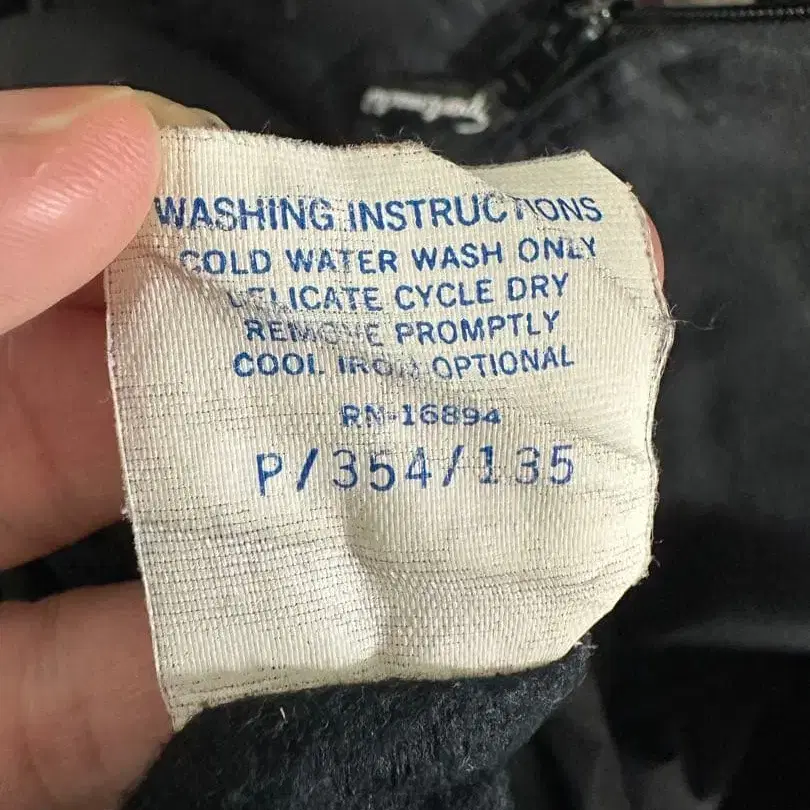 WASHING INSTRUCTIONS
COLD WATER WASH ONLY
DELICATE CYCLE DRY
REMOVE PROMPTLY
COOL IRON OPTIONAL
RN-16894
P/354/135